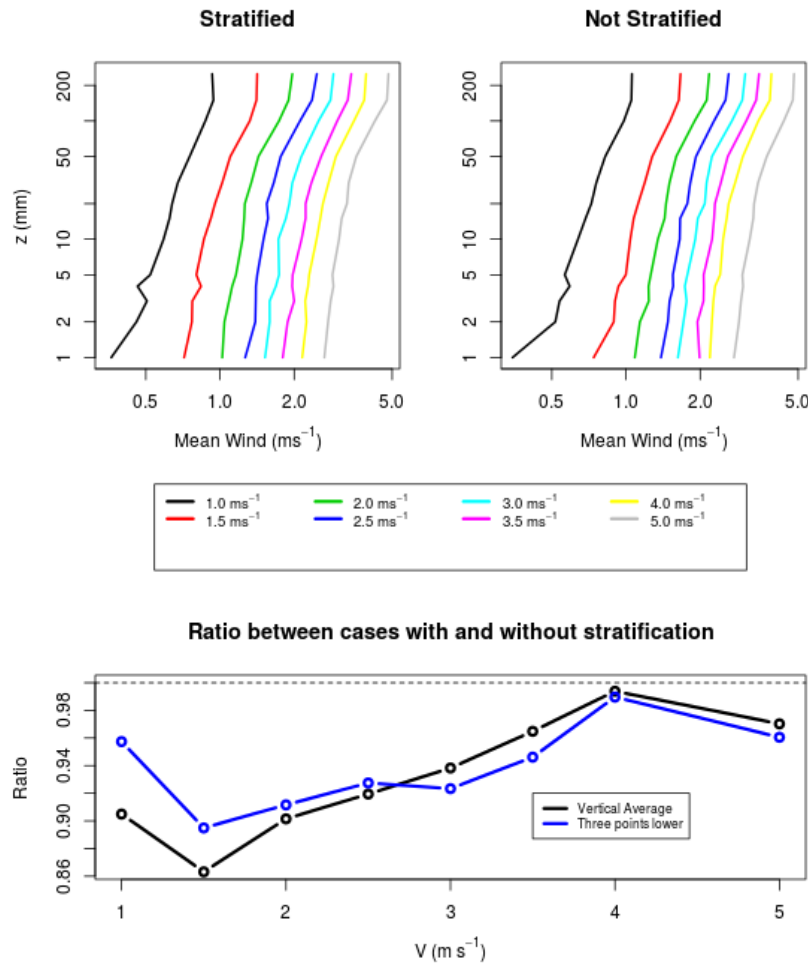 Stratified
Not Stratified
z (mm)
200
50
10
5
2
1
200
50
10
5
2
1
0.5 1.0 2.0 5.0
0.5 1.0 2.0 5.0
Mean Wind (ms⁻¹)
Mean Wind (ms⁻¹)
1.0 ms⁻¹ 2.0 ms⁻¹ 3.0 ms⁻¹ 4.0 ms⁻¹
1.5 ms⁻¹ 2.5 ms⁻¹ 3.5 ms⁻¹ 5.0 ms⁻¹
Ratio between cases with and without stratification
Ratio
0.98
0.94
0.90
0.86
Vertical Average
Three points lower
1 2 3 4 5
V (m s⁻¹)